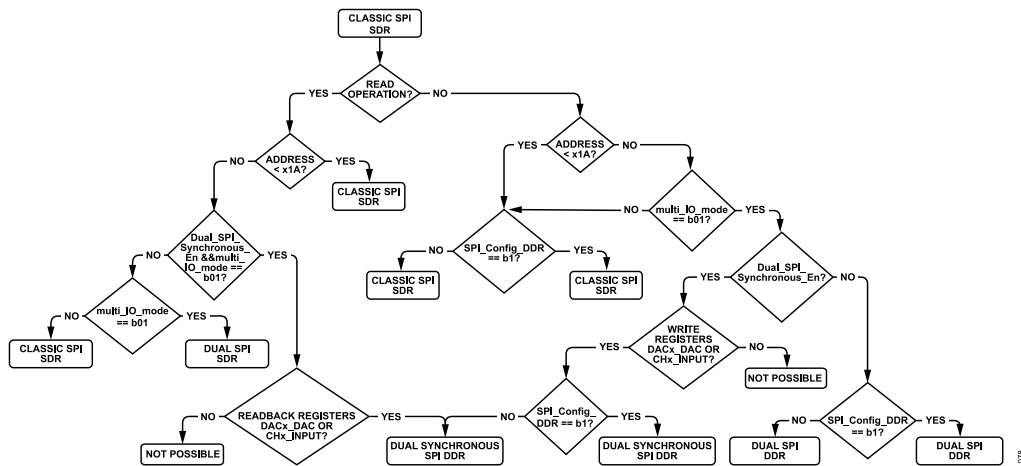 CLASSIC SPI
SDR
READ
OPERATION?
YES
NO
ADDRESS
< x1A?
NO
YES
CLASSIC SPI
SDR
ADDRESS
< x1A?
YES
NO
multi_IO_mode
== b01?
NO
YES
Dual_SPI_
Synchronous_
En &&multi_
IO_mode ==
b01?
NO
YES
SPI_Config_DDR
== b1?
NO
YES
CLASSIC SPI
SDR
CLASSIC SPI
SDR
Dual_SPI_
Synchronous_En?
YES
NO
multi_IO_mode
== b01
NO
YES
CLASSIC SPI
SDR
DUAL SPI
SDR
WRITE
REGISTERS
DACx_DAC OR
CHx_INPUT?
YES
NO
NOT POSSIBLE
READBACK REGISTERS
DACx_DAC OR
CHx_INPUT?
NO
YES
NOT POSSIBLE
SPI_Config_
DDR == b1?
NO
YES
DUAL SYNCHRONOUS
SPI DDR
DUAL SYNCHRONOUS
SPI DDR
SPI_Config_DDR
== b1?
NO
YES
DUAL SPI
DDR
DUAL SPI
DDR
078